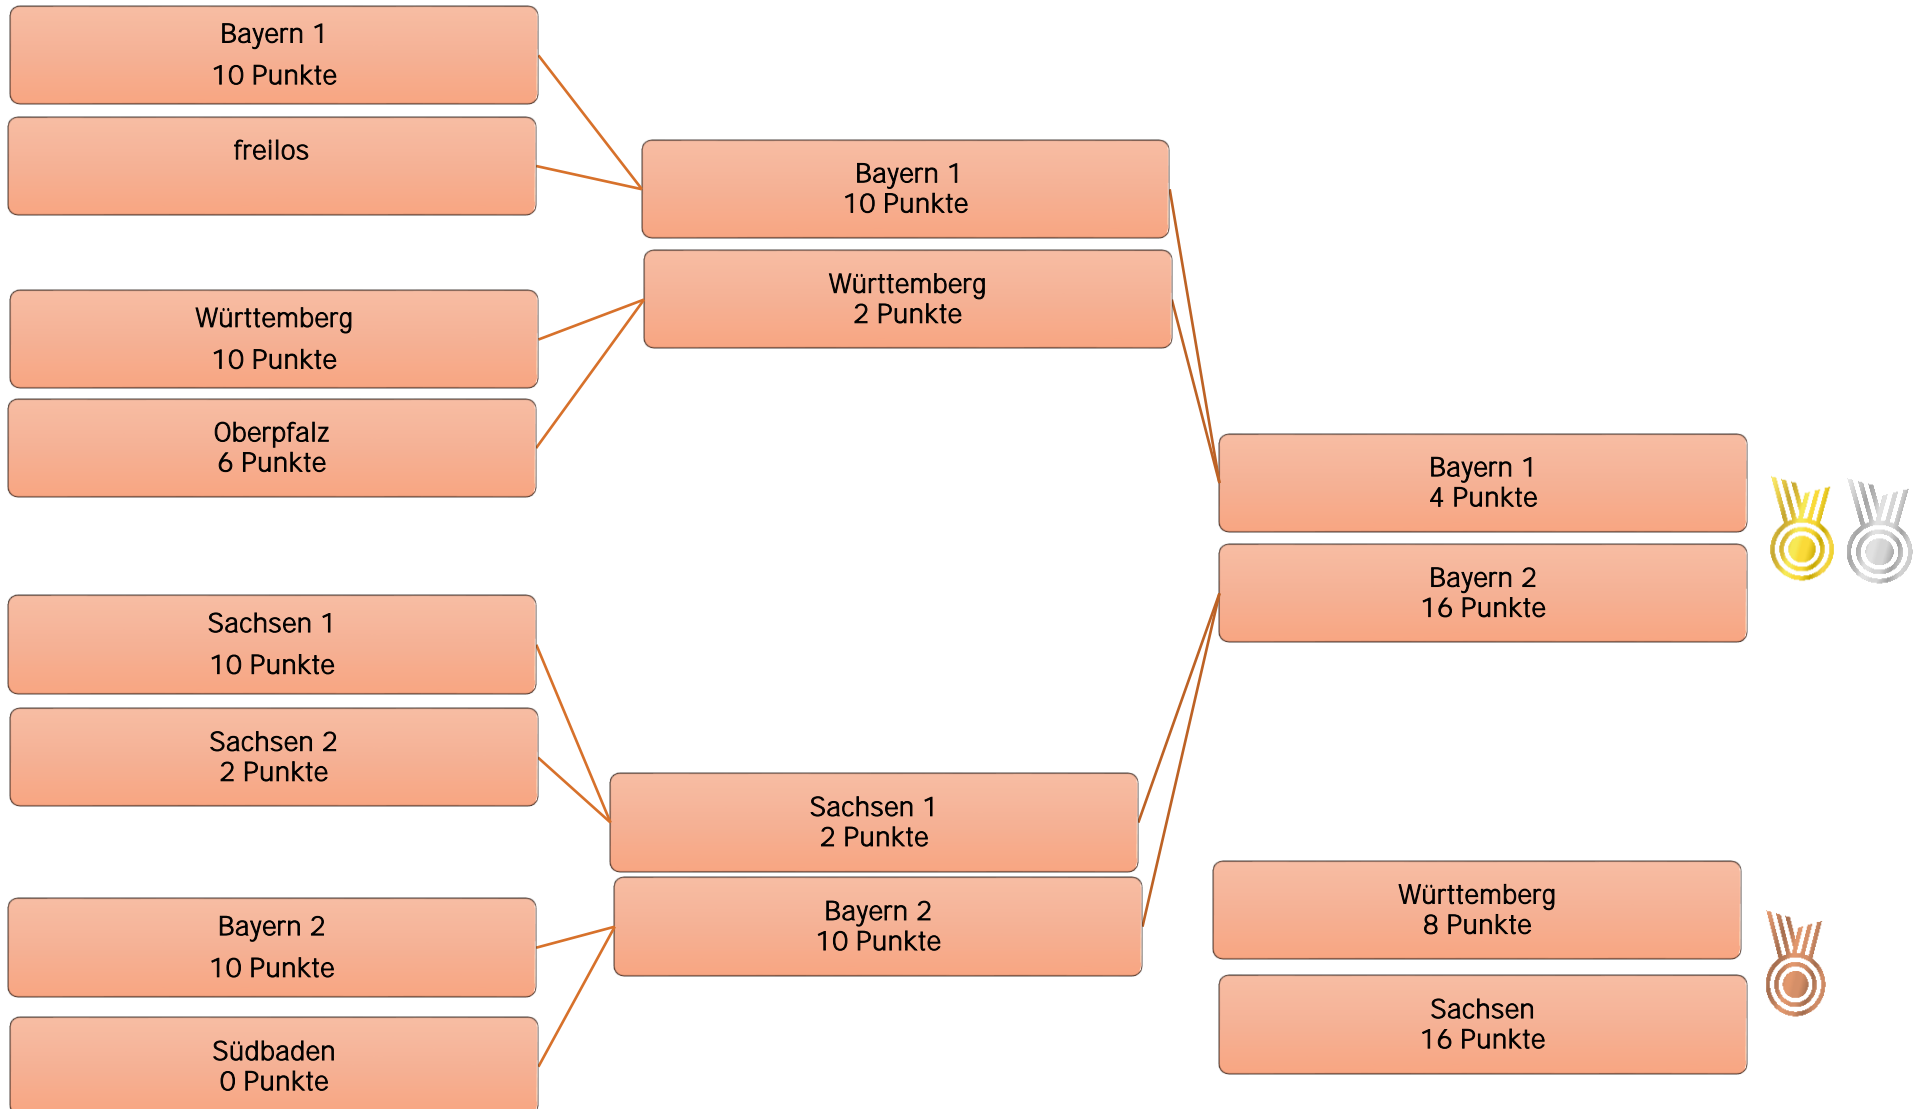 Bayern 1
10 Punkte
freilos
Württemberg
10 Punkte
Oberpfalz
6 Punkte
Sachsen 1
10 Punkte
Sachsen 2
2 Punkte
Bayern 2
10 Punkte
Südbaden
0 Punkte
Bayern 1
10 Punkte
Württemberg
2 Punkte
Sachsen 1
2 Punkte
Bayern 2
10 Punkte
Bayern 1
4 Punkte
Bayern 2
16 Punkte
Württemberg
8 Punkte
Sachsen
16 Punkte